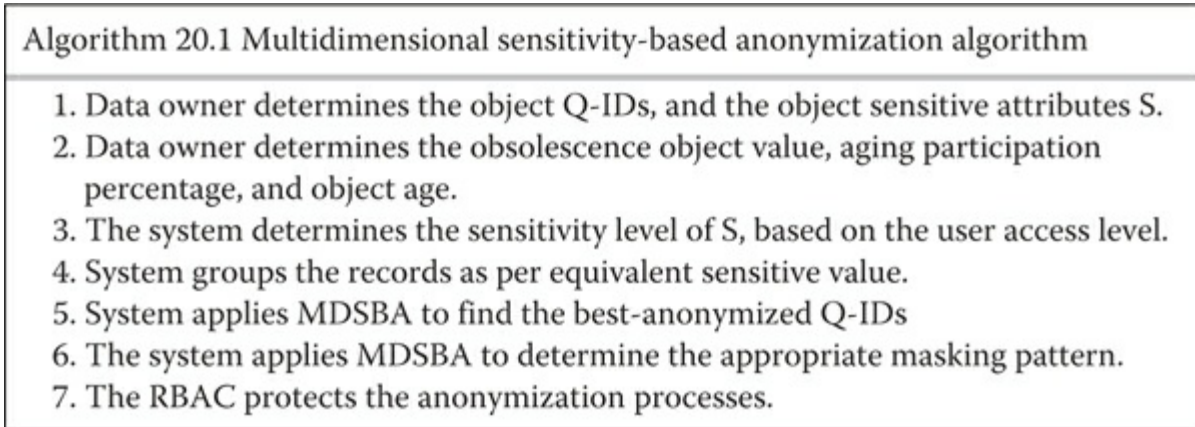 Algorithm 20.1 Multidimensional sensitivity-based anonymization algorithm
1. Data owner determines the object Q-IDs, and the object sensitive attributes S.
2. Data owner determines the obsolescence object value, aging participation
percentage, and object age.
3. The system determines the sensitivity level of S, based on the user access level.
4. System groups the records as per equivalent sensitive value.
5. System applies MDSBA to find the best-anonymized Q-IDs
6. The system applies MDSBA to determine the appropriate masking pattern.
7. The RBAC protects the anonymization processes.